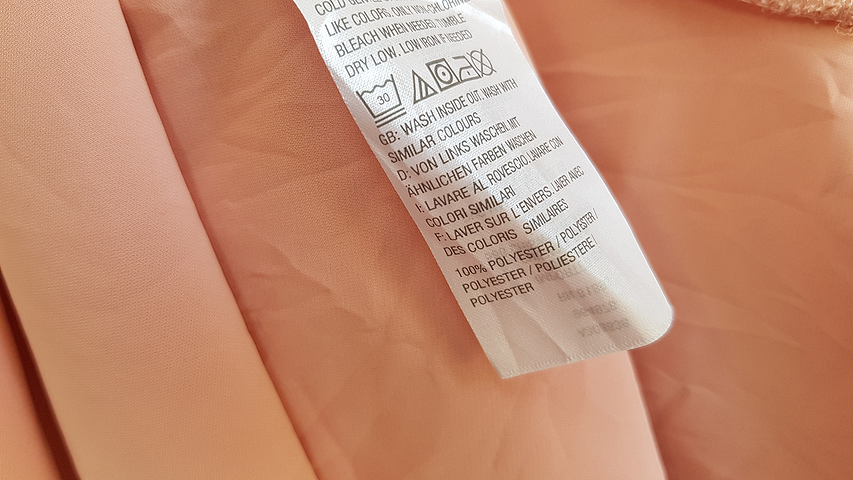 COLD
LIKE COLORS, ONLY NON-CHLORINE
BLEACH WHEN NEEDED. TUMBLE
DRY LOW. LOW IRON IF NEEDED
30
GB: WASH INSIDE OUT. WASH WITH
SIMILAR COLOURS
D: VON LINKS WASCHEN. MIT
ÄHNLICHEN FARBEN WASCHEN
I: LAVARE AL ROVESCIO. LAVARE CON
COLORI SIMILARI
F: LAVER SUR L'ENVERS. LAVER AVEC
DES COLORIS SIMILAIRES
100% POLYESTER / POLYESTER /
POLYESTER / POLIESTERE /
POLYESTER